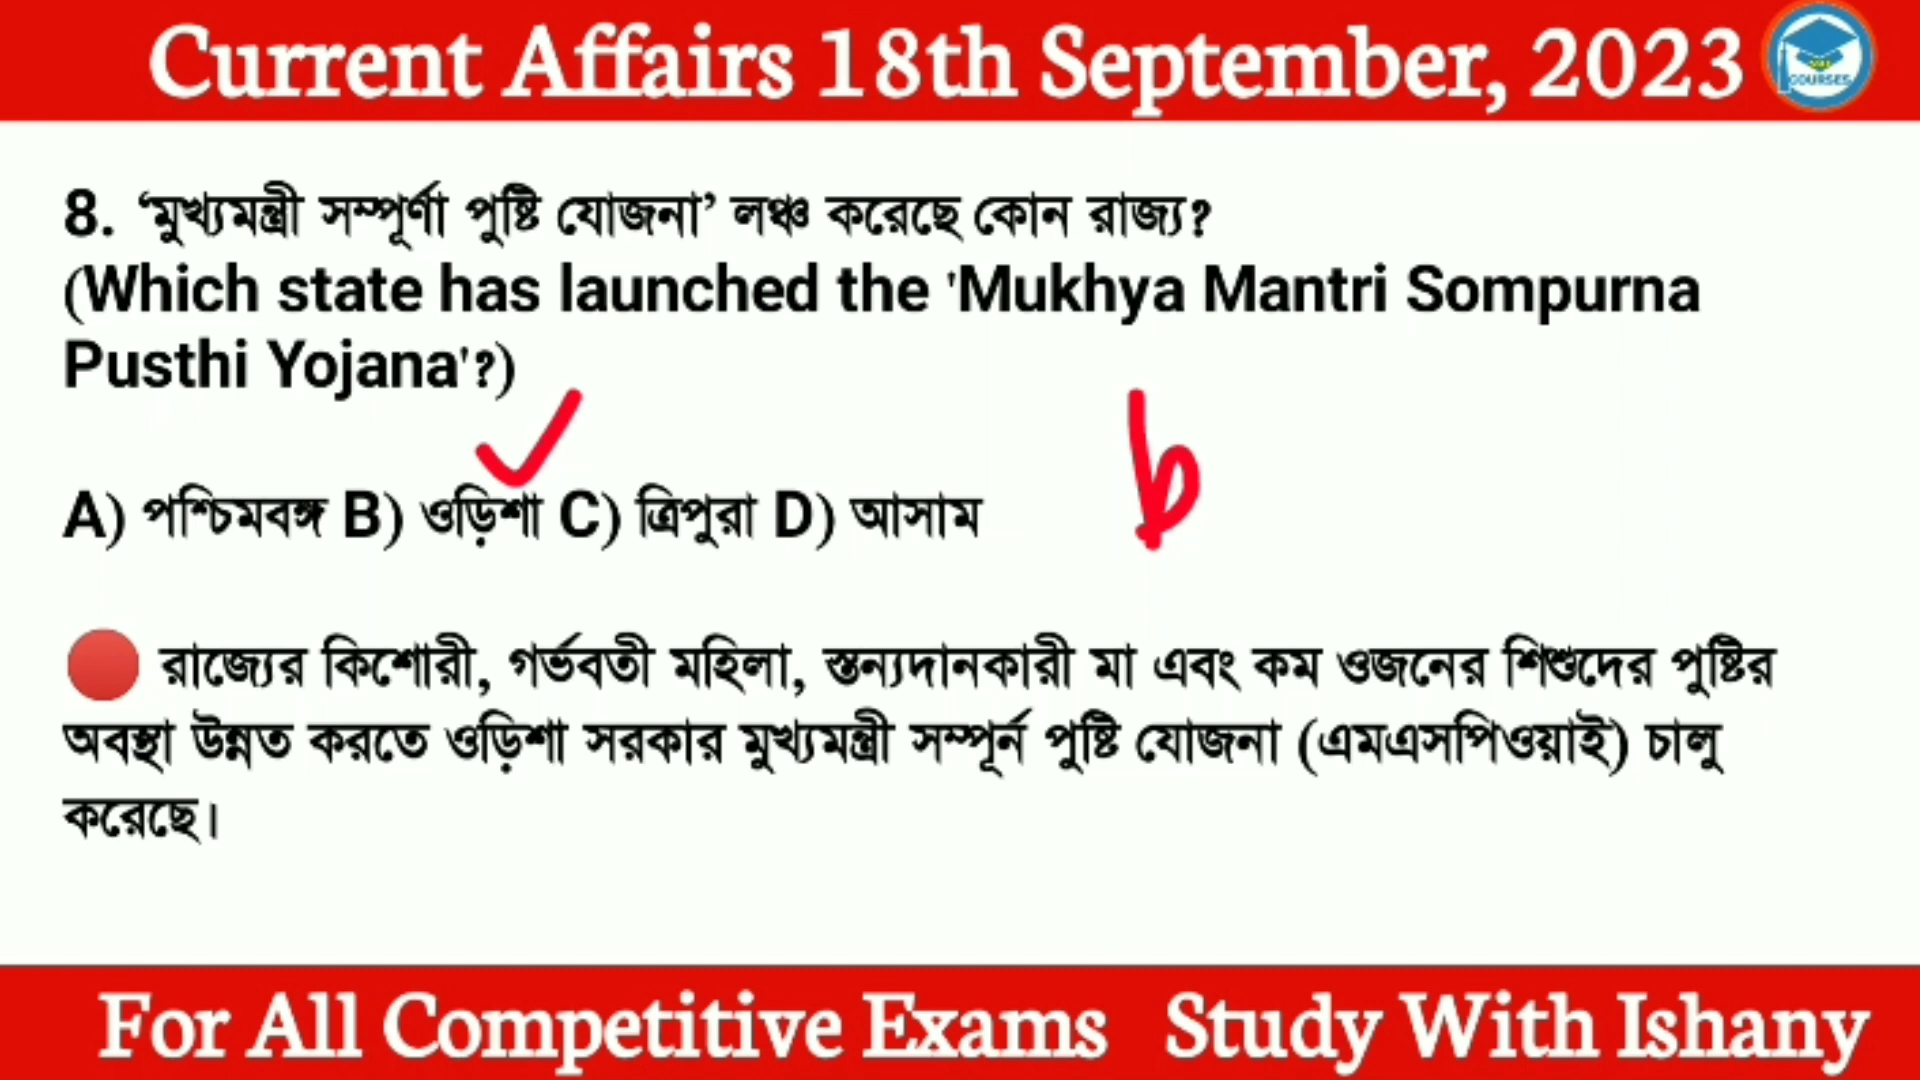 Current Affairs 18th September, 2023
COURSES
8. ‘মুখ্যমন্ত্রী সম্পূর্ণা পুষ্টি যোজনা’ লঞ্চ করেছে কোন রাজ্য?
(Which state has launched the 'Mukhya Mantri Sompurna
Pusthi Yojana'?)
b
A) পশ্চিমবঙ্গ B) ওড়িশা C) ত্রিপুরা D) আসাম
রাজ্যের কিশোরী, গর্ভবতী মহিলা, স্তন্যদানকারী মা এবং কম ওজনের শিশুদের পুষ্টির
অবস্থা উন্নত করতে ওড়িশা সরকার মুখ্যমন্ত্রী সম্পূর্ন পুষ্টি যোজনা (এমএসপিওয়াই) চালু
করেছে।
For All Competitive Exams Study With Ishany